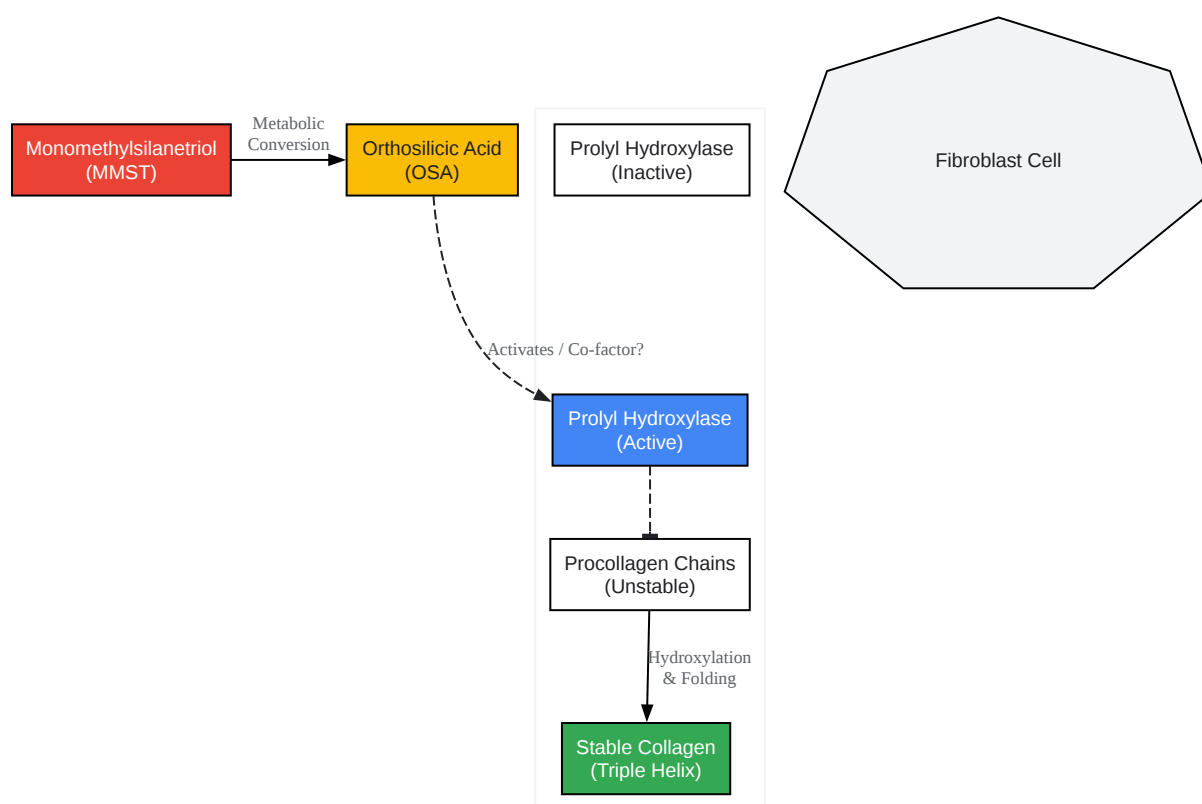 Monomethylsilanetriol
(MMST)
Metabolic
Conversion
Orthosilicic Acid
(OSA)
Prolyl Hydroxylase
(Inactive)
Fibroblast Cell
Activates / Co-factor?
Prolyl Hydroxylase
(Active)
Procollagen Chains
(Unstable)
Hydroxylation
& Folding
Stable Collagen
(Triple Helix)